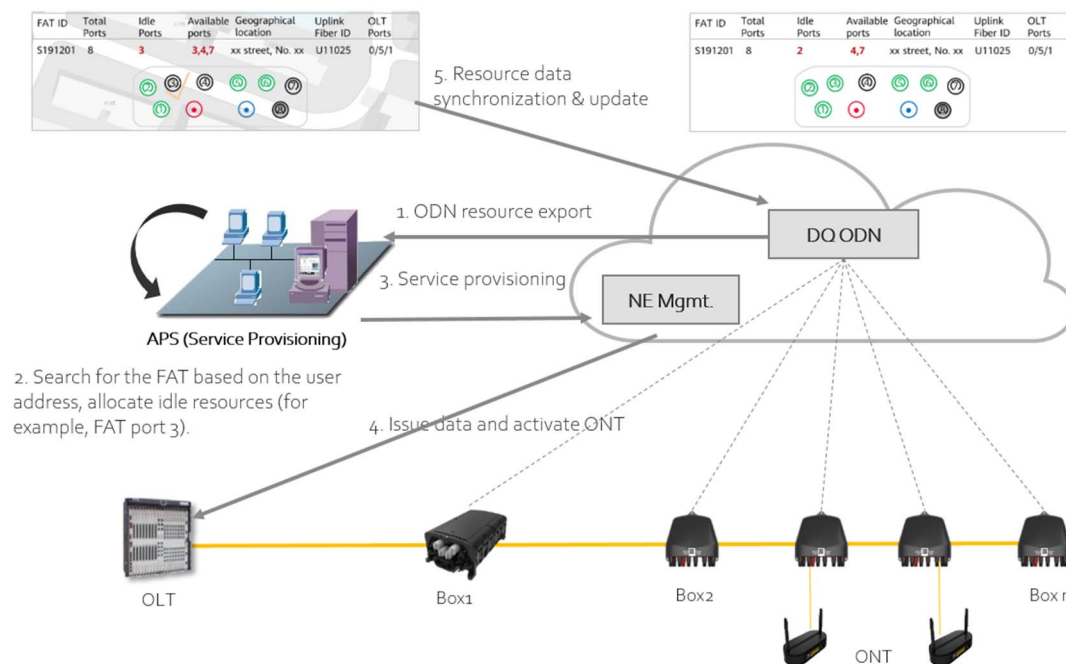 FAT ID Total Ports Idle Ports Available ports Geographical location Uplink Fiber ID OLT Ports
S191201 8 3 3,4,7 xx street, No. xx U11025 0/5/1
FAT ID Total Ports Idle Ports Available ports Geographical location Uplink Fiber ID OLT Ports
S191201 8 2 4,7 xx street, No. xx U11025 0/5/1
5. Resource data
synchronization & update
1. ODN resource export
DQ ODN
3. Service provisioning
NE Mgmt.
APS (Service Provisioning)
2. Search for the FAT based on the user
address, allocate idle resources (for
example, FAT port 3).
4. Issue data and activate ONT
OLT
Box1
Box2
Box n
ONT